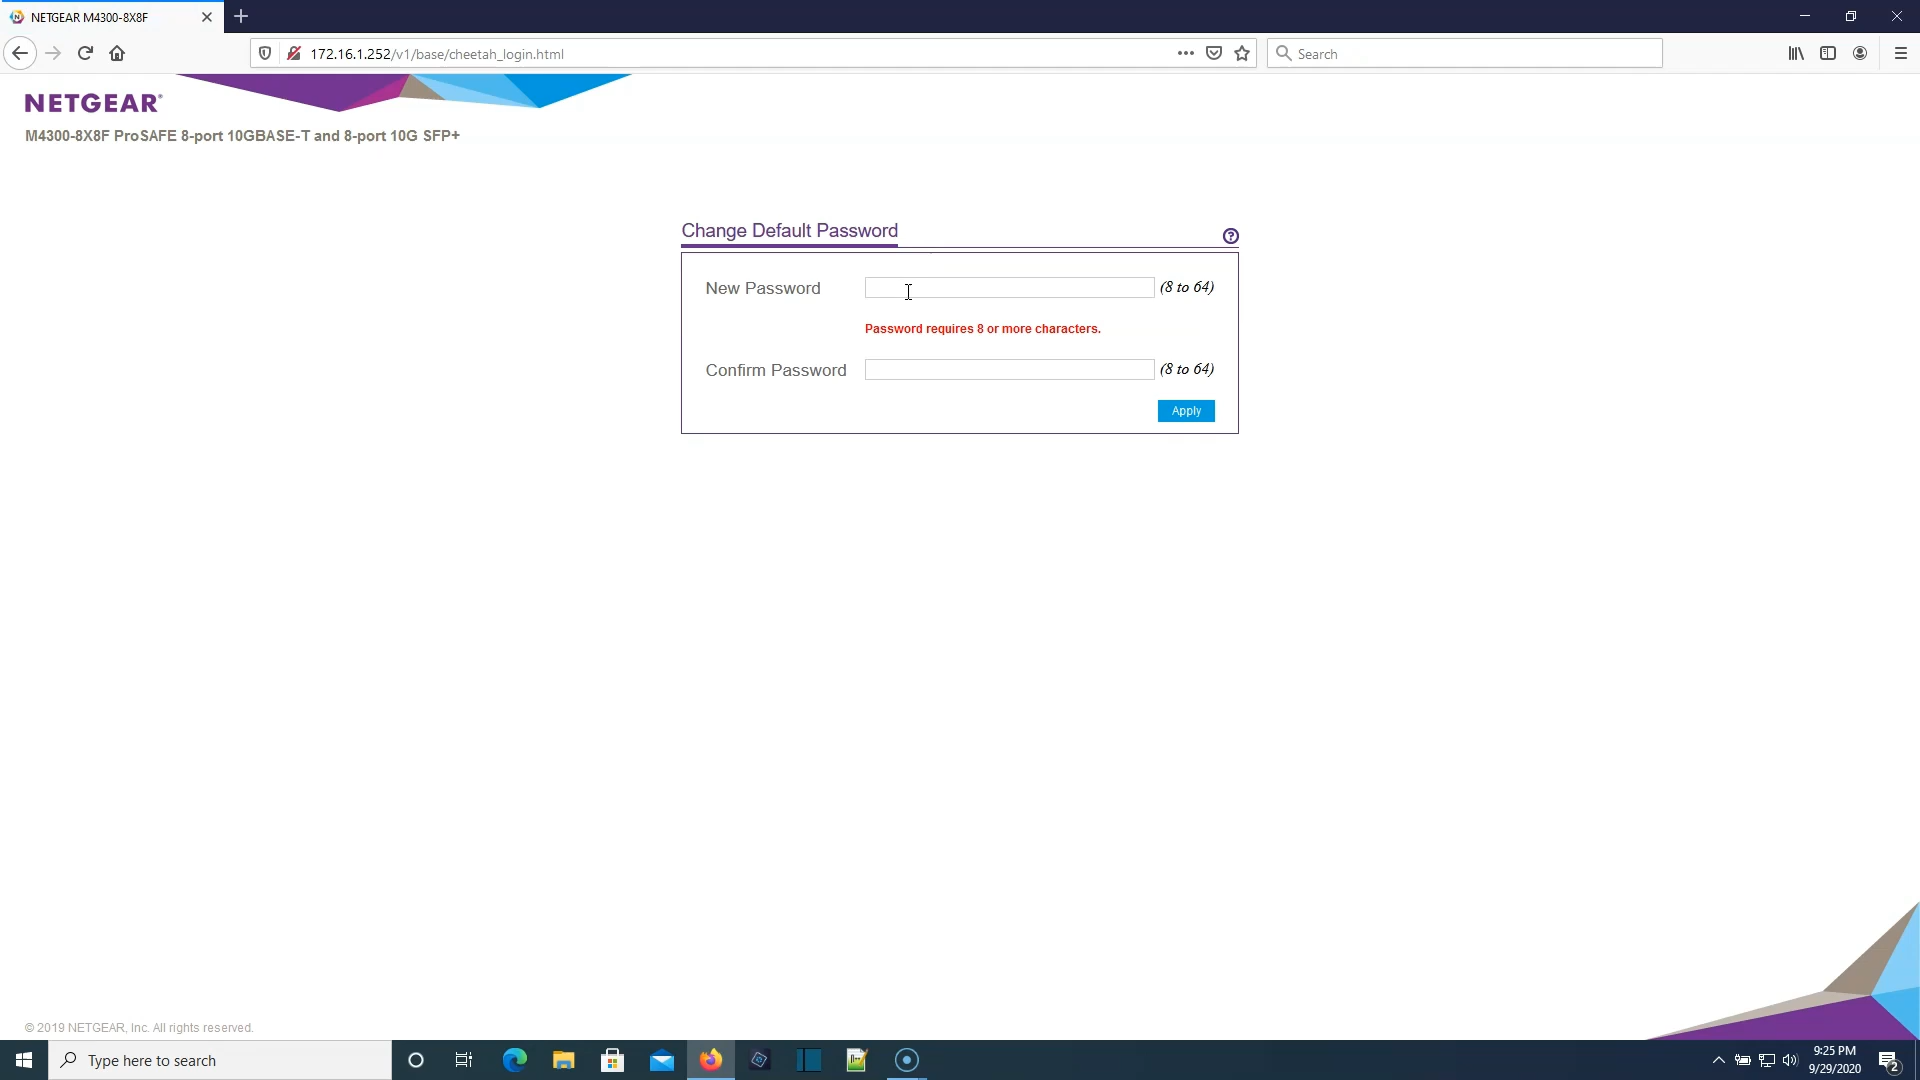 NETGEAR M4300-8X8F
172.16.1.252/v1/base/cheetah_login.html
Search
NETGEAR®
M4300-8X8F ProSAFE 8-port 10GBASE-T and 8-port 10G SFP+
Change Default Password
New Password
(8 to 64)
Password requires 8 or more characters.
Confirm Password
(8 to 64)
Apply
© 2019 NETGEAR, Inc. All rights reserved.
Type here to search
9:25 PM
9/29/2020
2